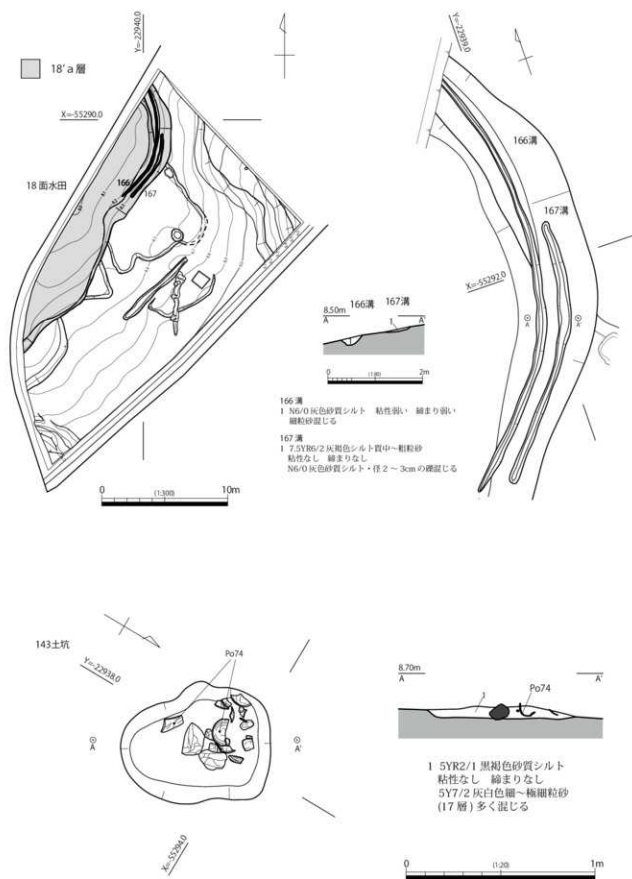 Y=-22940.0
18'a 層
X=-55290.0
18 面水田
166
167
0 (1:300) 10m
Y=-22939.0
166溝
167溝
X=-55292.0
A
A'
166溝 167溝
8.50m
A A'
1
0 2m
166 溝
1 N6/0 灰色砂質シルト 粘性弱い 締まり弱い
細粒砂混じる
167 溝
1 7.5YR6/2 灰褐色シルト質中～粗粒砂
粘性なし 締まりなし
N6/0 灰色砂質シルト・径 2 ～ 3cm の礫混じる
143土坑
Y=-22938.0
Po74
A
A'
X=-55294.0
8.70m
A A'
1
Po74
1 5YR2/1 黒褐色砂質シルト
粘性なし 締まりなし
5Y7/2 灰白色細～極細粒砂
(17 層) 多く混じる
0 (1:20) 1m